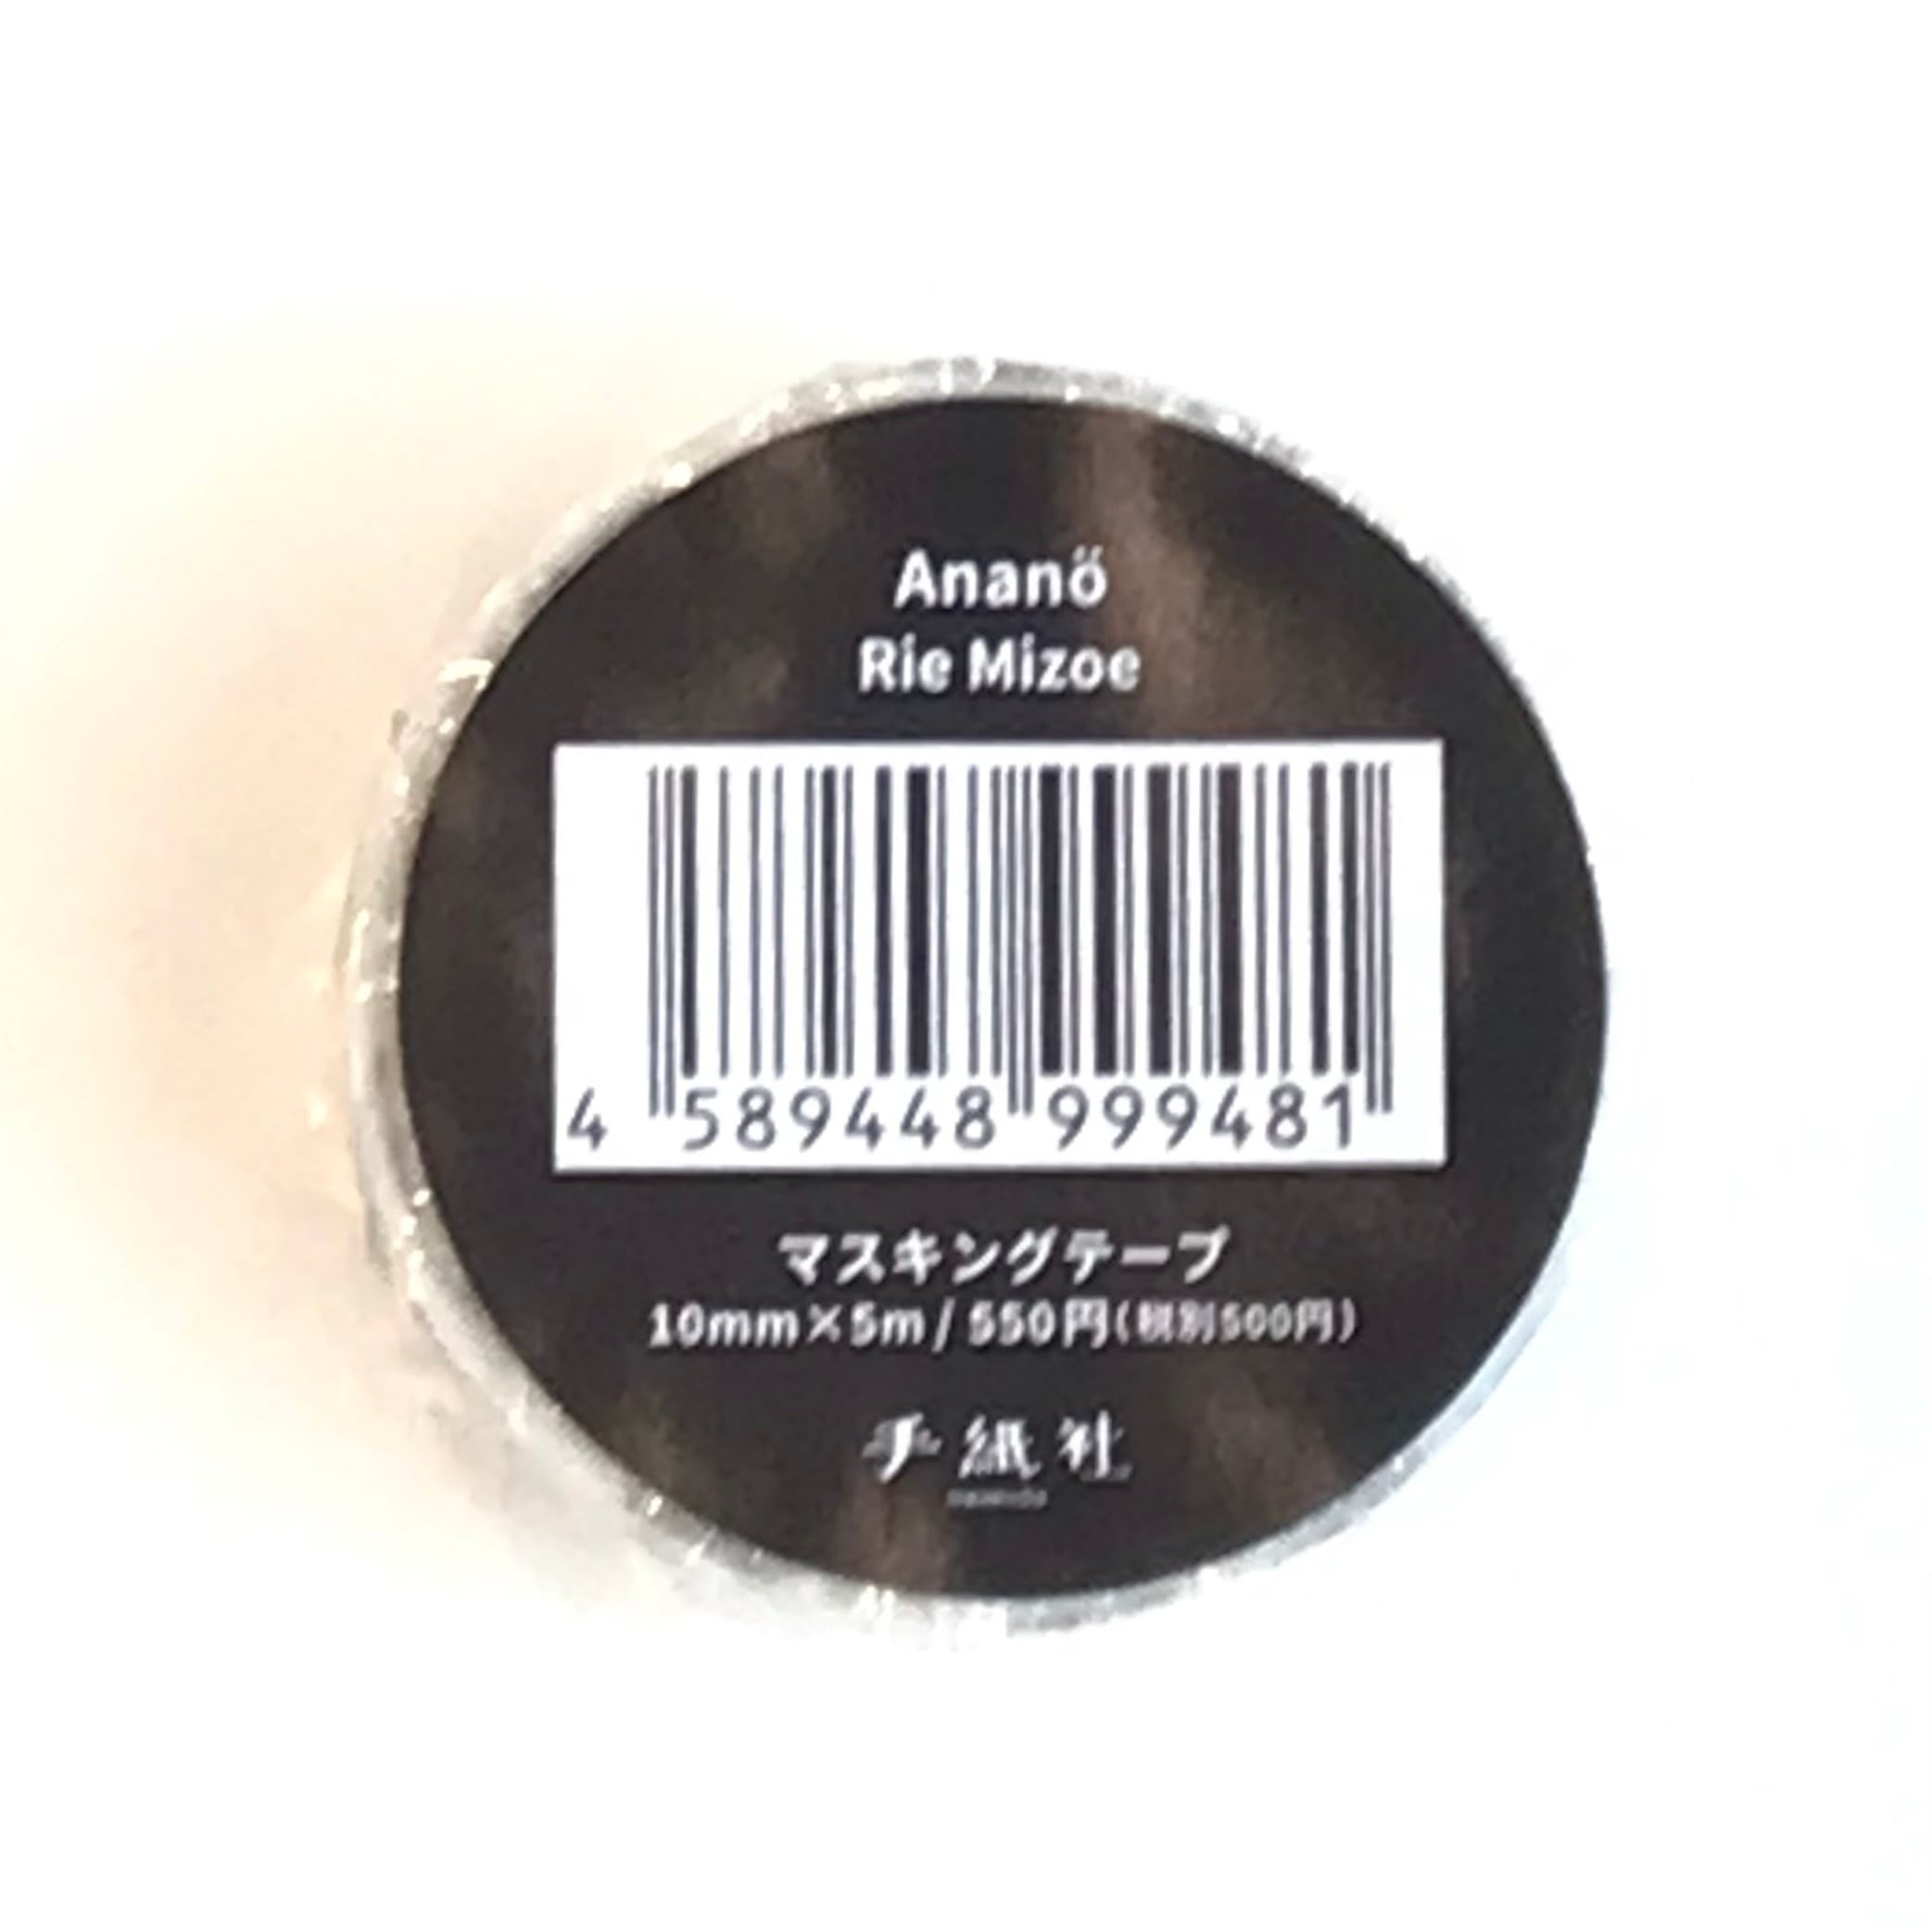 Ananö
Rie Mizoe
4 589448 999481
マスキングテープ
10mm×5m/550円(税別500円)
手紙社